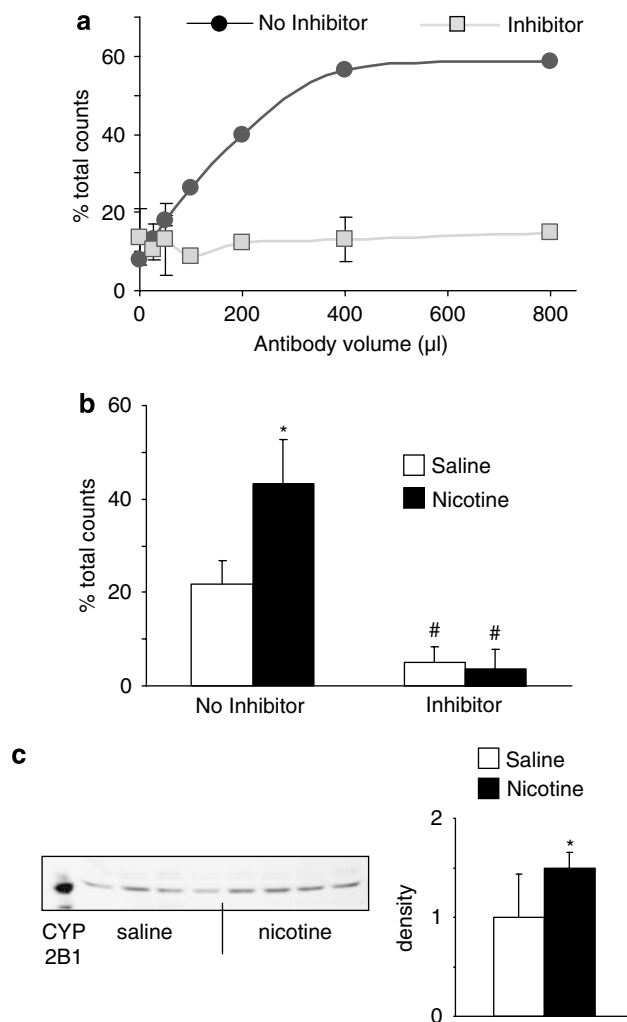 a
No Inhibitor
Inhibitor
% total counts
60
40
20
0
0 200 400 600 800
Antibody volume (µl)
b
% total counts
60
40
20
0
*
# #
Saline
Nicotine
No Inhibitor Inhibitor
c
CYP
2B1
saline nicotine
Saline
Nicotine
density
2
1
0
*